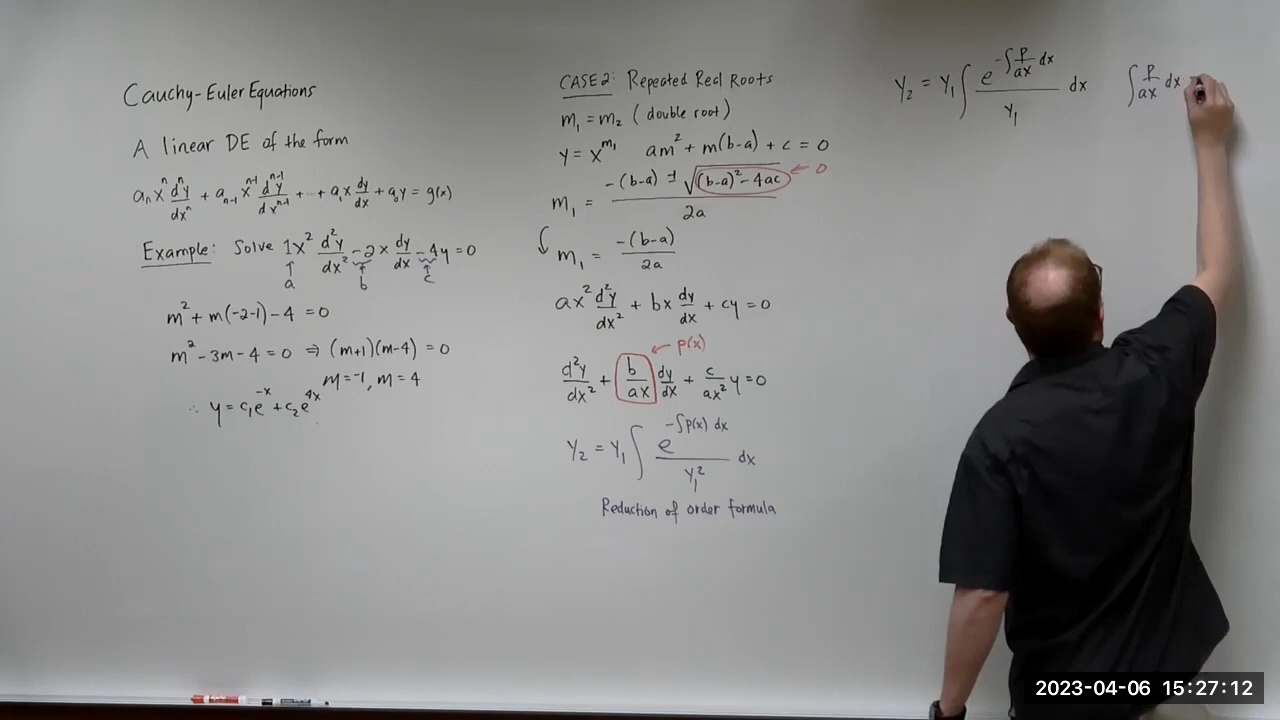 Cauchy-Euler Equations
A linear DE of the form
aₙxⁿ dⁿy/dxⁿ + aₙ₋₁xⁿ⁻¹ dⁿ⁻¹y/dxⁿ⁻¹ + ⋯ + a₁x dy/dx + a₀y = g(x)
Example: Solve 1x² d²y/dx² - 2x dy/dx - 4y = 0
a b c
m² + m(-2-1) - 4 = 0
m² - 3m - 4 = 0 ⇒ (m+1)(m-4) = 0
m = -1, m = 4
∴ y = c₁e^(-x) + c₂e^(4x)
CASE 2: Repeated Real Roots
m₁ = m₂ (double root)
y = x^(m₁) am² + m(b-a) + c = 0
m₁ = (-(b-a) ± √((b-a)² - 4ac))/2a ← 0
m₁ = -(b-a)/2a
ax² d²y/dx² + bx dy/dx + cy = 0
← p(x)
d²y/dx² + b/ax dy/dx + c/ax² y = 0
y₂ = y₁ ∫ e^(-∫p(x) dx)/y₁² dx
Reduction of order formula
y₂ = y₁ ∫ e^(-∫ p/ax dx)/y₁ dx ∫ p/ax dx
2023-04-06 15:27:12